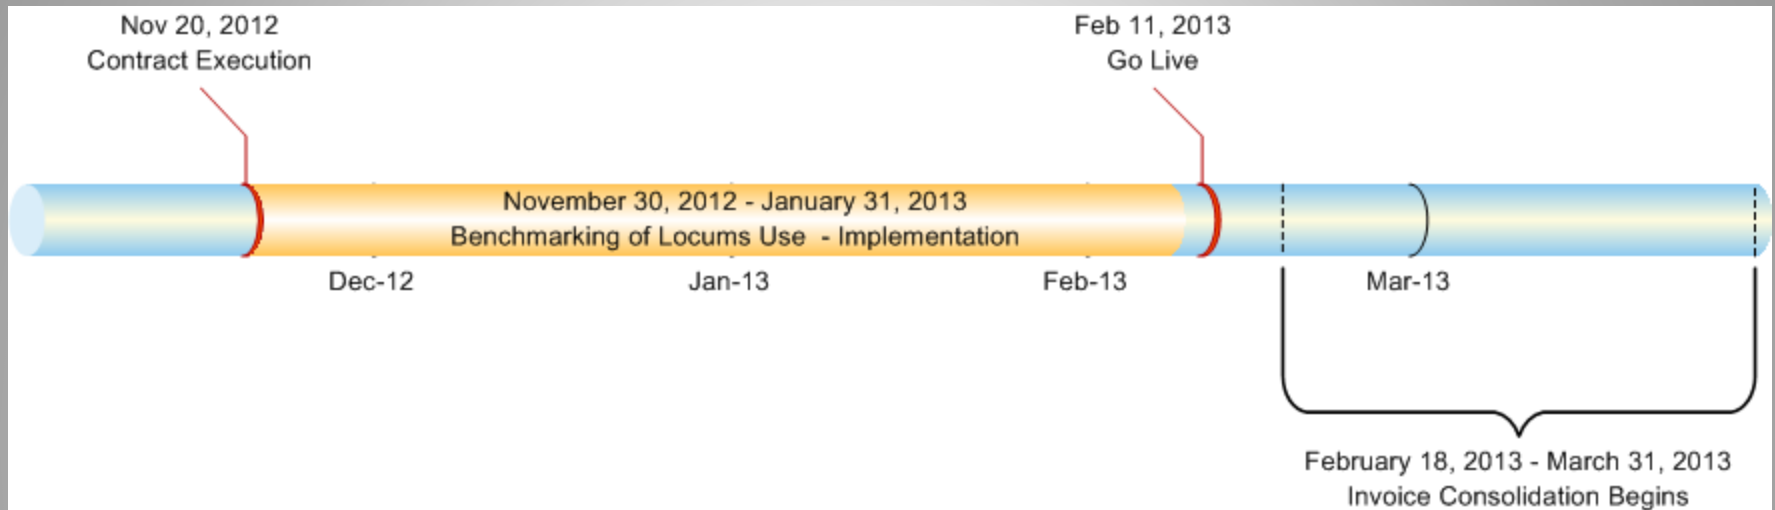 Nov 20, 2012
Contract Execution
Feb 11, 2013
Go Live
November 30, 2012 - January 31, 2013
Benchmarking of Locums Use  - Implementation
Dec-12
Jan-13
Feb-13
Mar-13
February 18, 2013 - March 31, 2013
Invoice Consolidation Begins